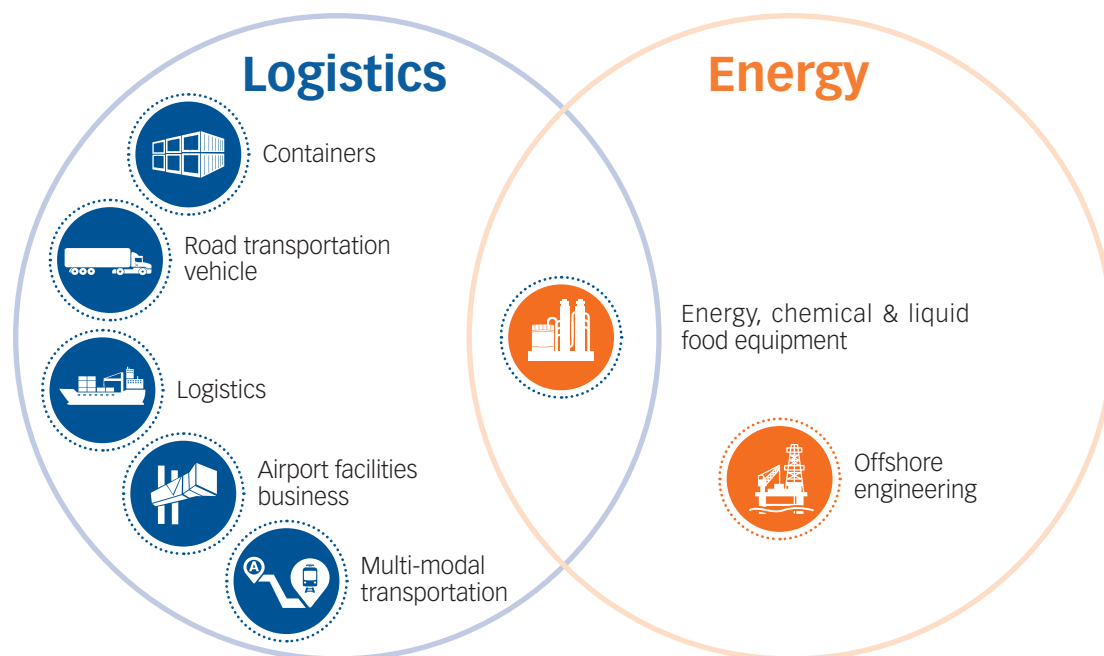 Logistics
Energy
Containers
Road transportation
vehicle
Energy, chemical & liquid
food equipment
Logistics
Airport facilities
business
Offshore
engineering
A
Multi-modal
transportation